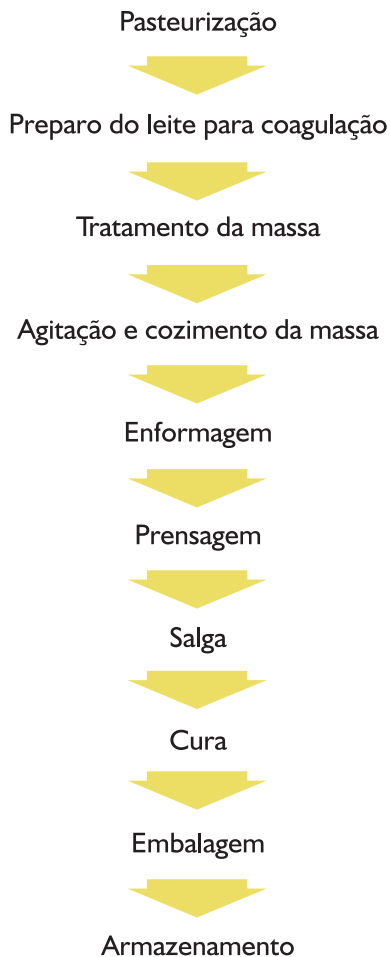 Pasteurização
Preparo do leite para coagulação
Tratamento da massa
Agitação e cozimento da massa
Enformagem
Prensagem
Salga
Cura
Embalagem
Armazenamento